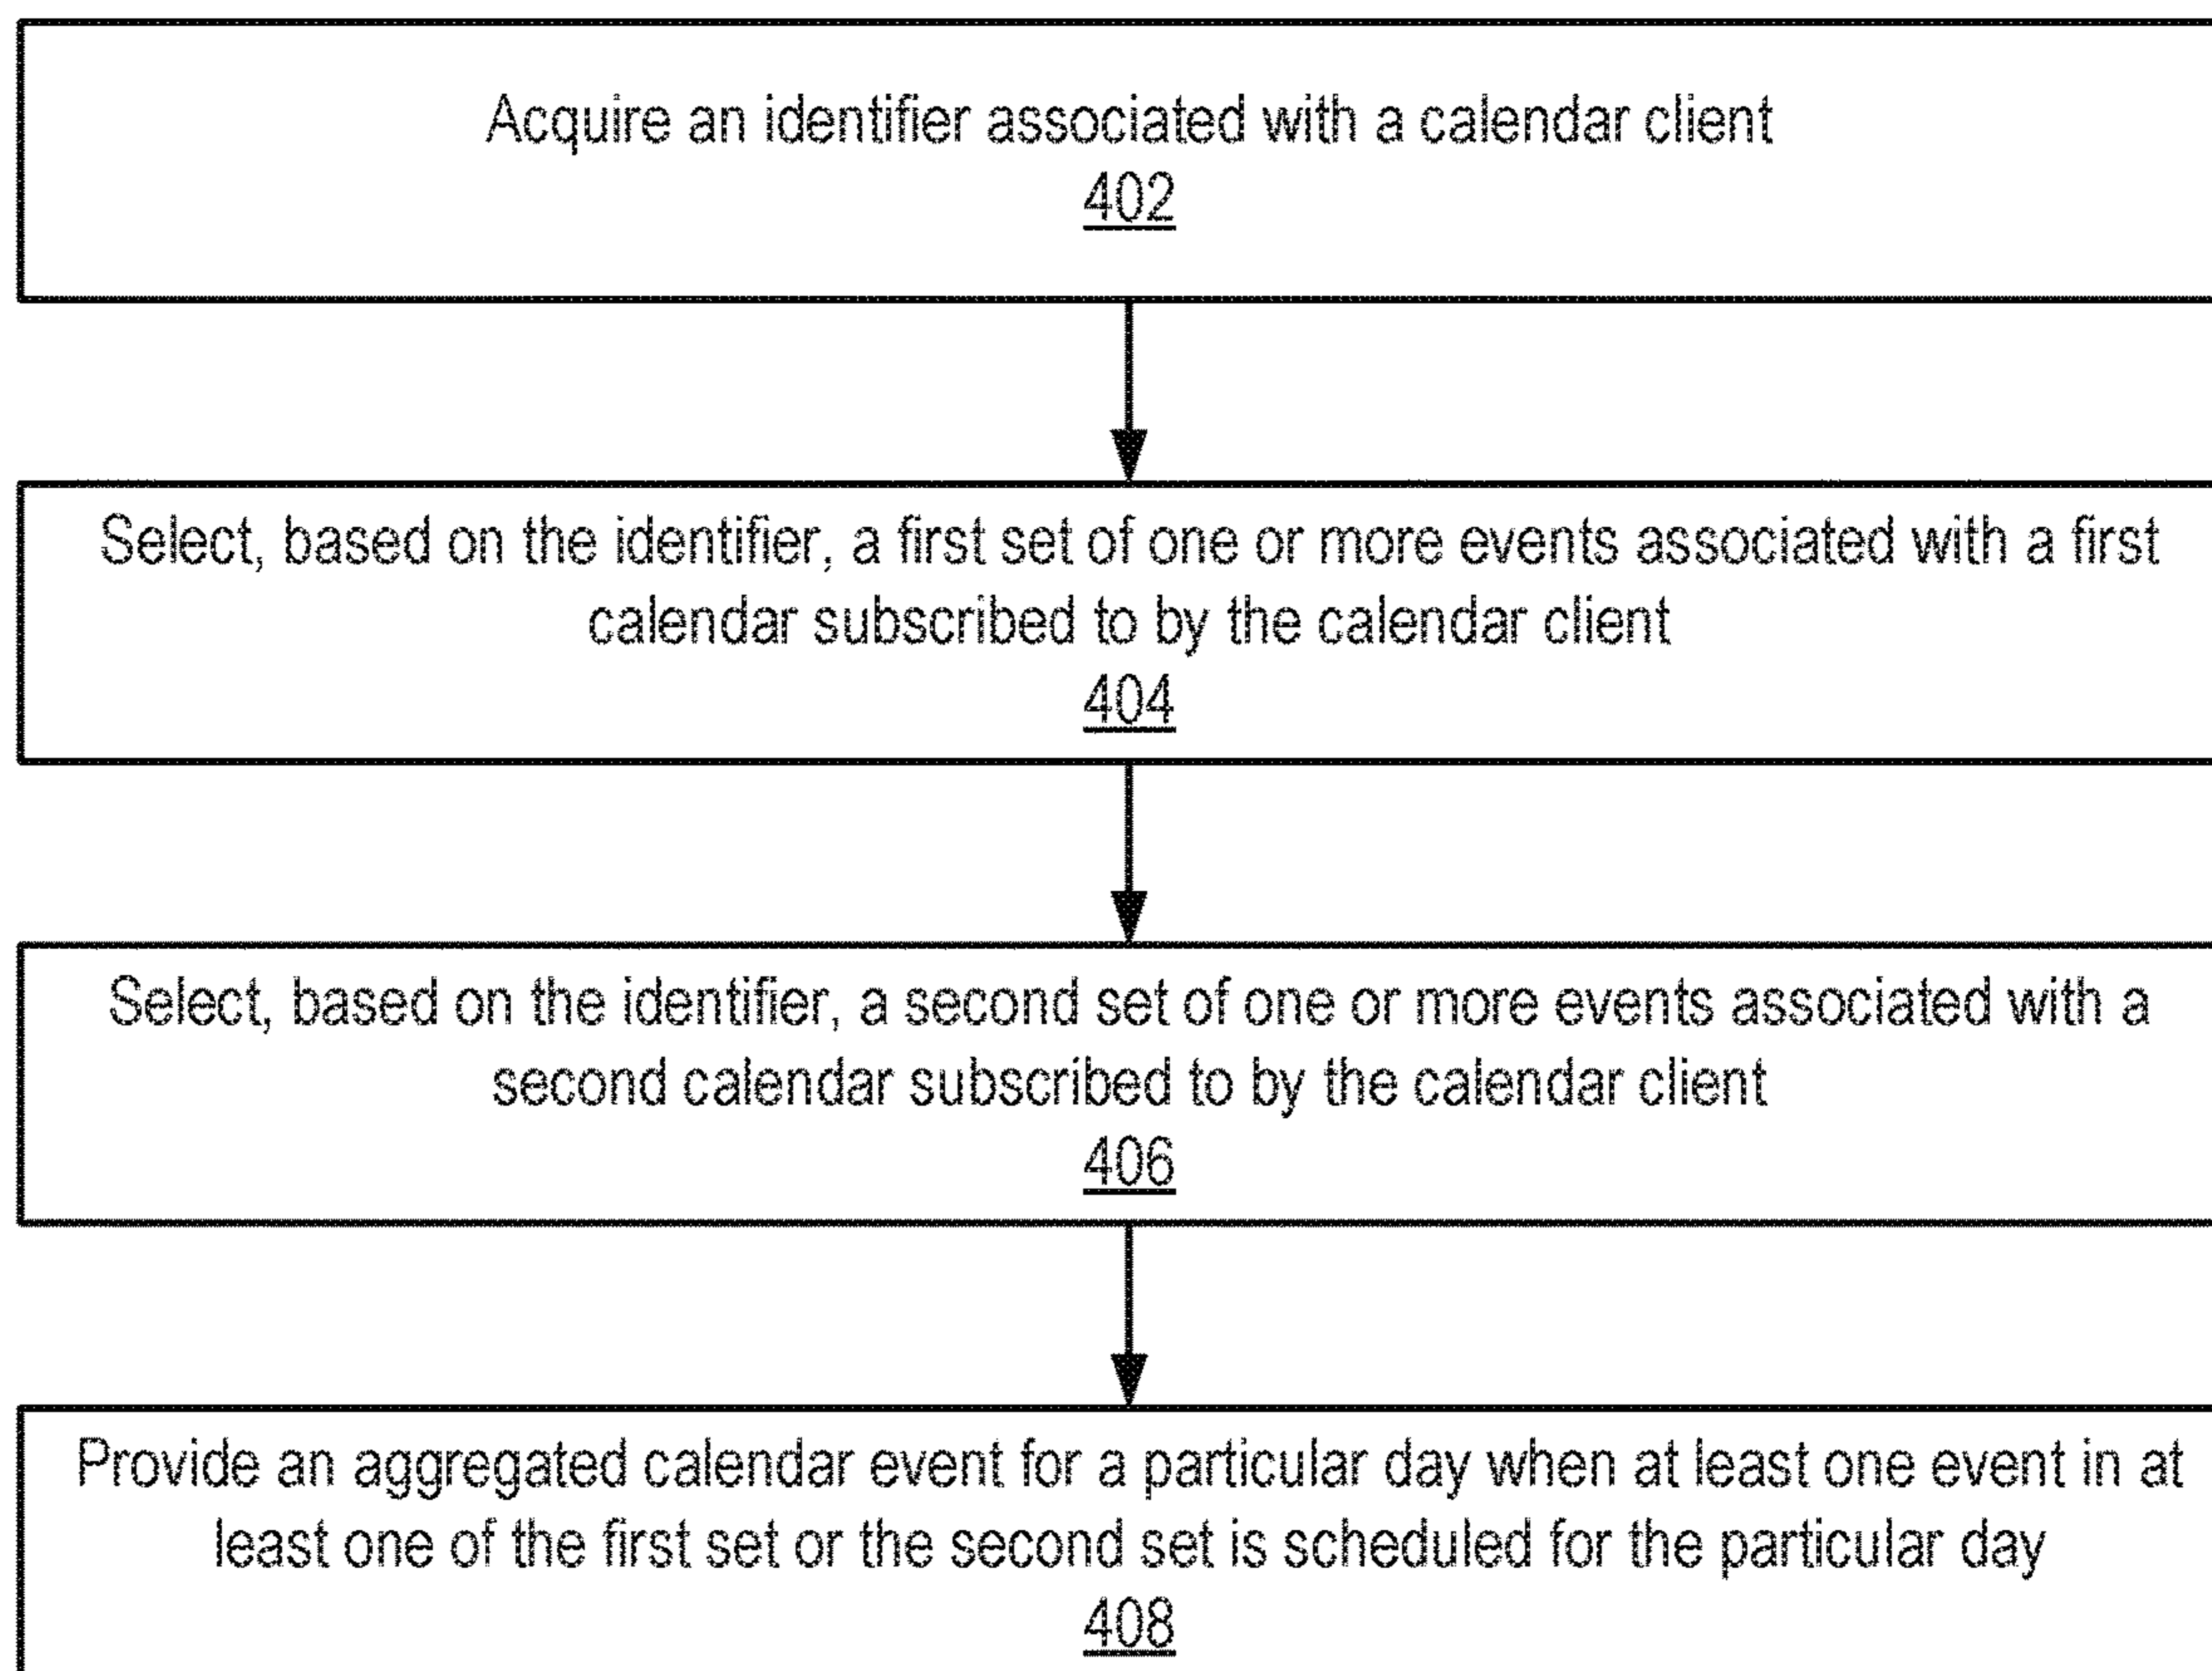 Acquire an identifier associated with a calendar client
402
Select, based on the identifier, a first set of one or more events associated with a first
calendar subscribed to by the calendar client
404
Select, based on the identifier, a second set of one or more events associated with a
second calendar subscribed to by the calendar client
406
Provide an aggregated calendar event for a particular day when at least one event in at
least one of the first set or the second set is scheduled for the particular day
408